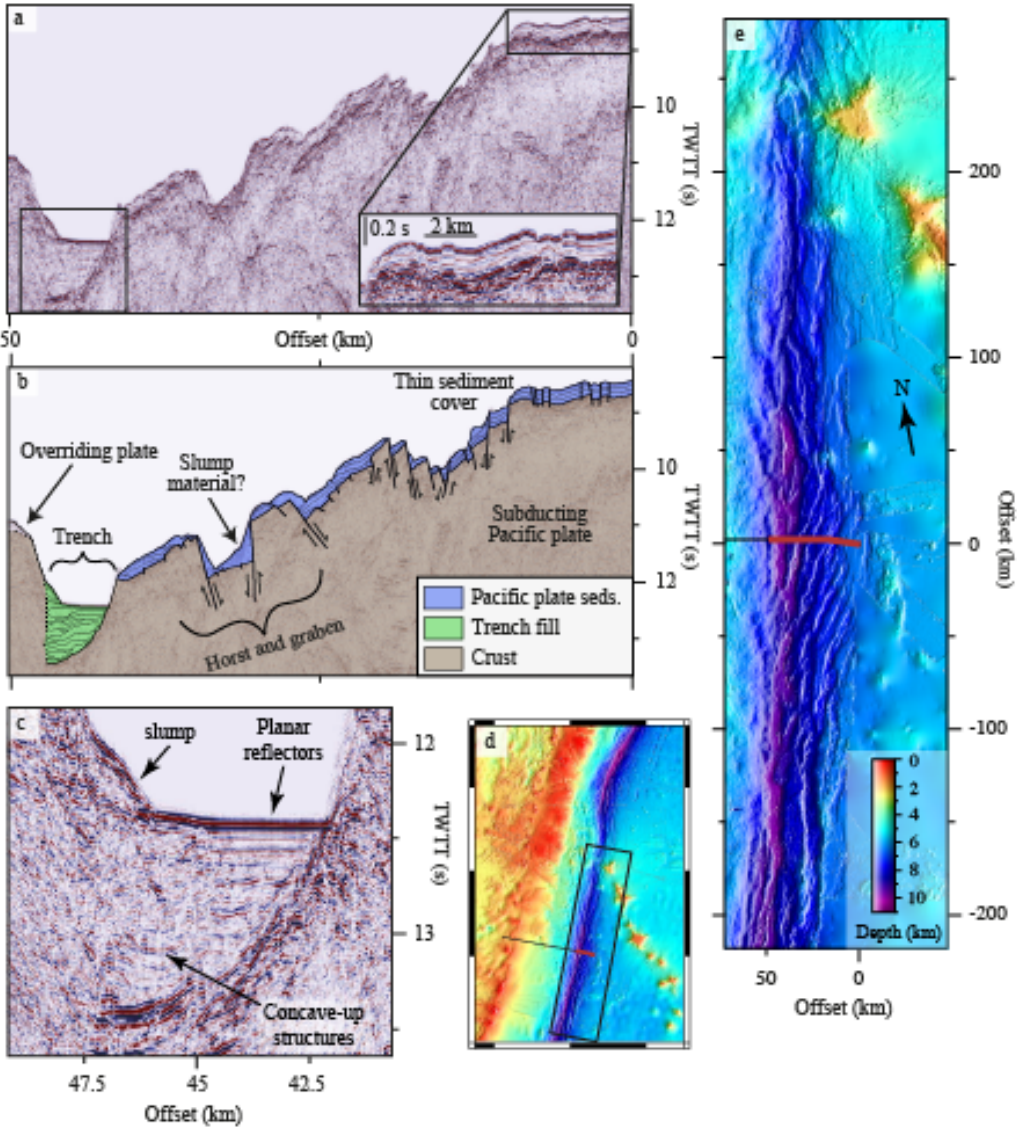 a
10
TWTT (s)
12
0.2 s 2 km
50
Offset (km)
0
b
Thin sediment
cover
Overriding plate
Slump
material?
10
Trench
Subducting
Pacific plate
TWTT (s)
12
Pacific plate seds.
Trench fill
Crust
Horst and graben
c
slump
Planar
reflectors
12
TWTT (s)
13
Concave-up
structures
47.5
45
42.5
Offset (km)
d
e
200
100
N
0
Offset (km)
-100
-200
0
2
4
6
8
10
Depth (km)
50
0
Offset (km)